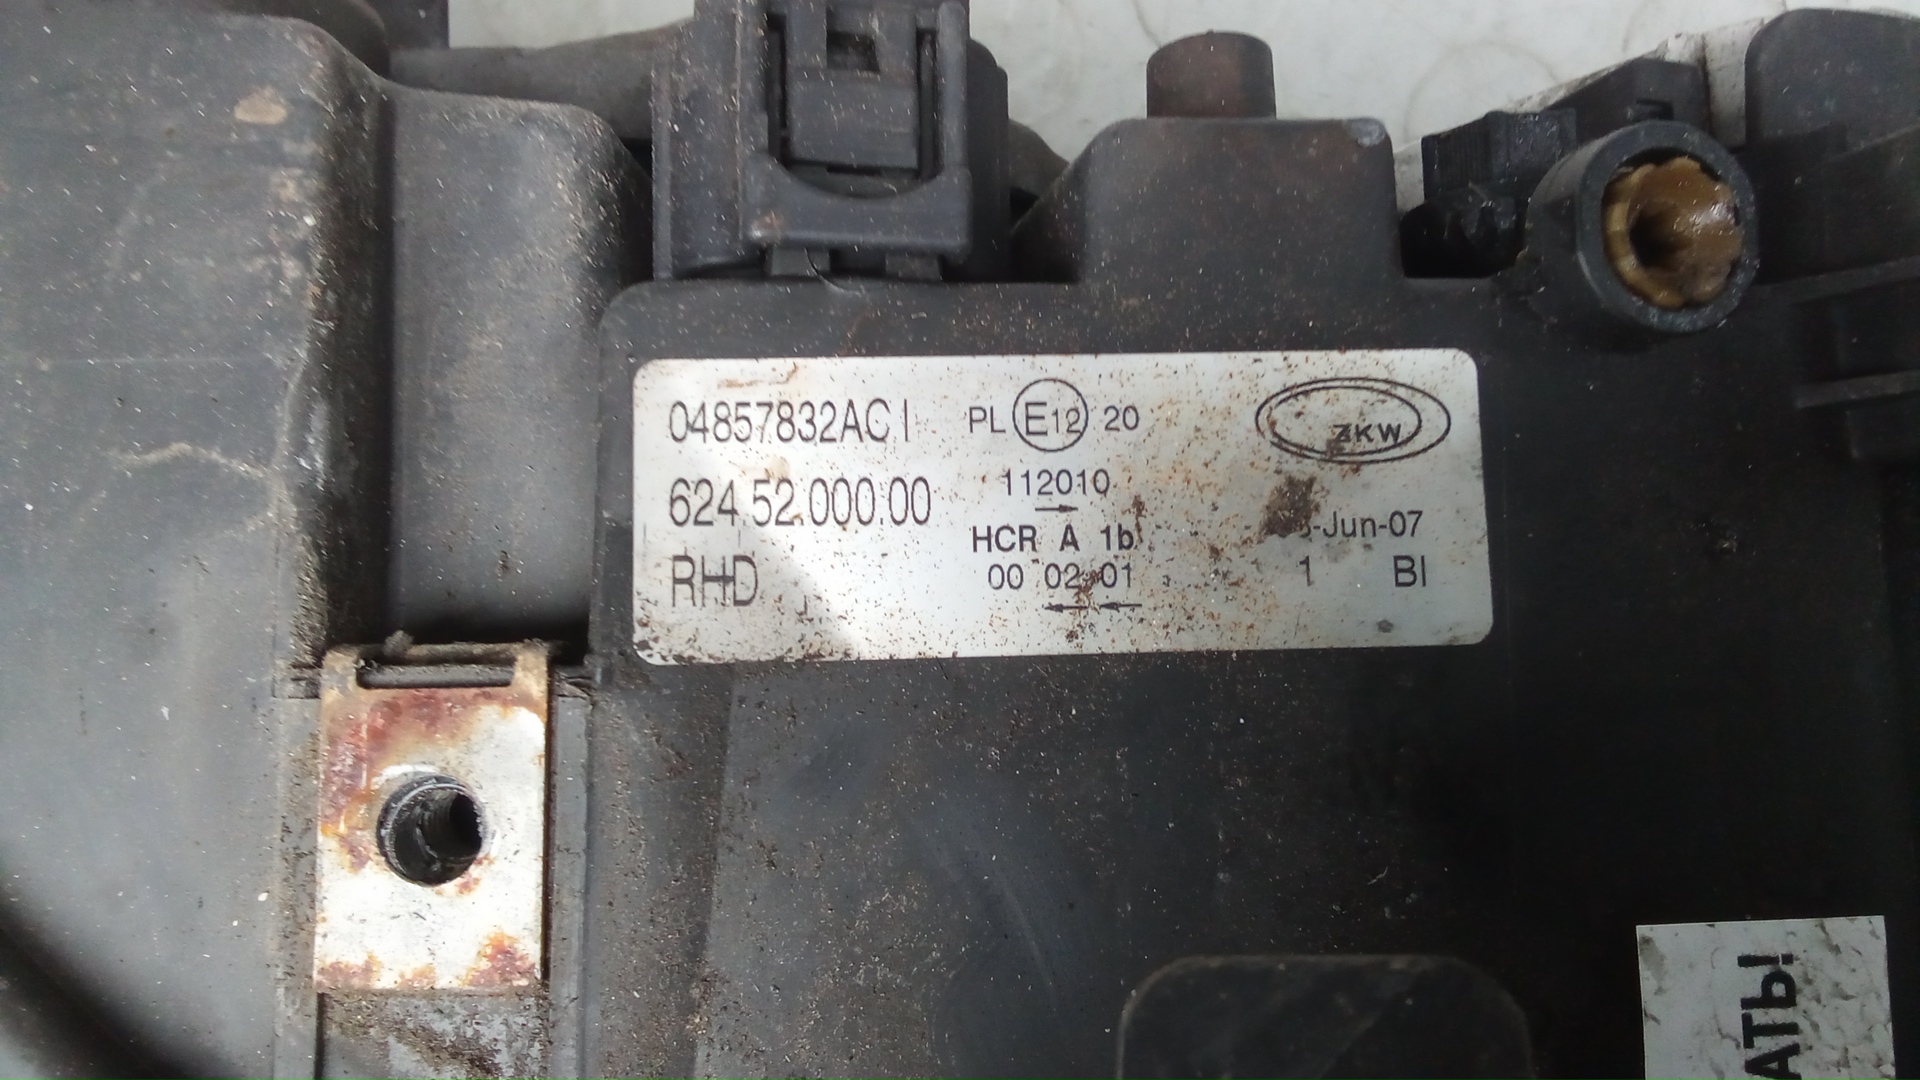 04857832AC I
PL E12 20
ZKW
624.52.000.00
112010
-Jun-07
HCR A 1b
RHD
00 02 01
1 BI
АТЬ!